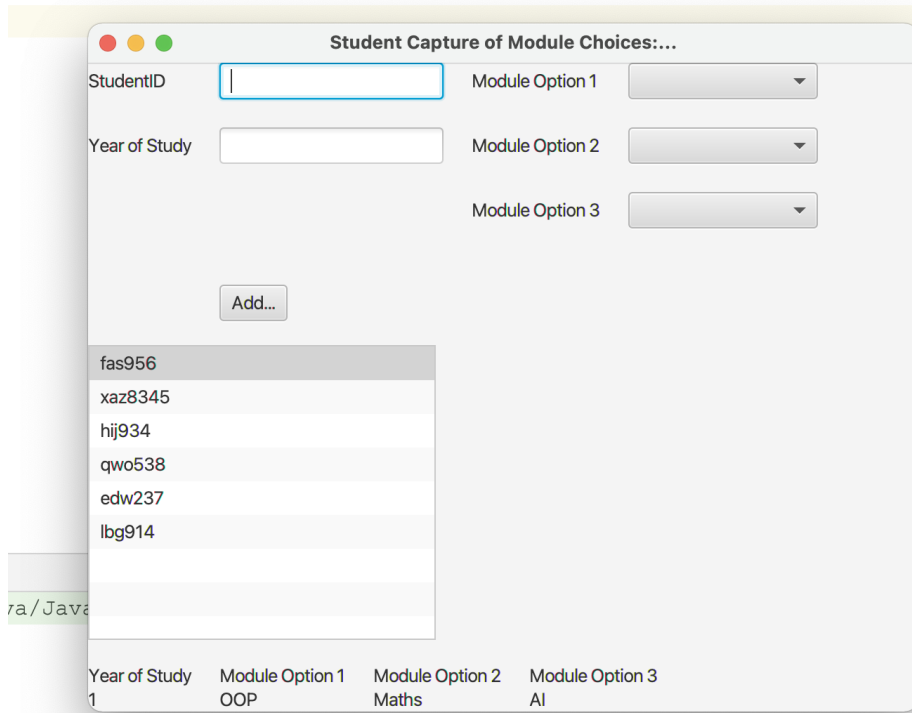 Student Capture of Module Choices:...
StudentID Module Option 1
Year of Study Module Option 2
Module Option 3
Add...
fas956
xaz8345
hij934
qwo538
edw237
lbg914
va/Java
Year of Study Module Option 1 Module Option 2 Module Option 3
1 OOP Maths AI